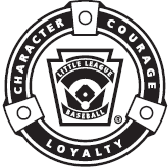 CHARACTER
COURAGE
LOYALTY
LITTLE LEAGUE
BASEBALL
®